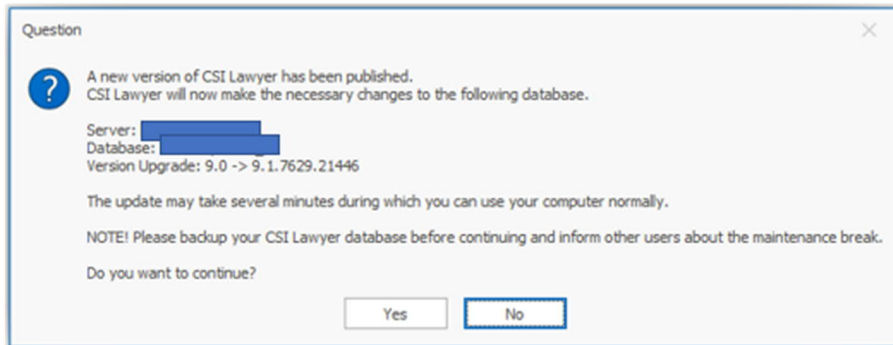 Question
A new version of CSI Lawyer has been published.
CSI Lawyer will now make the necessary changes to the following database.
Server:
Database:
Version Upgrade: 9.0 -> 9.1.7629.21446
The update may take several minutes during which you can use your computer normally.
NOTE! Please backup your CSI Lawyer database before continuing and inform other users about the maintenance break.
Do you want to continue?
Yes No